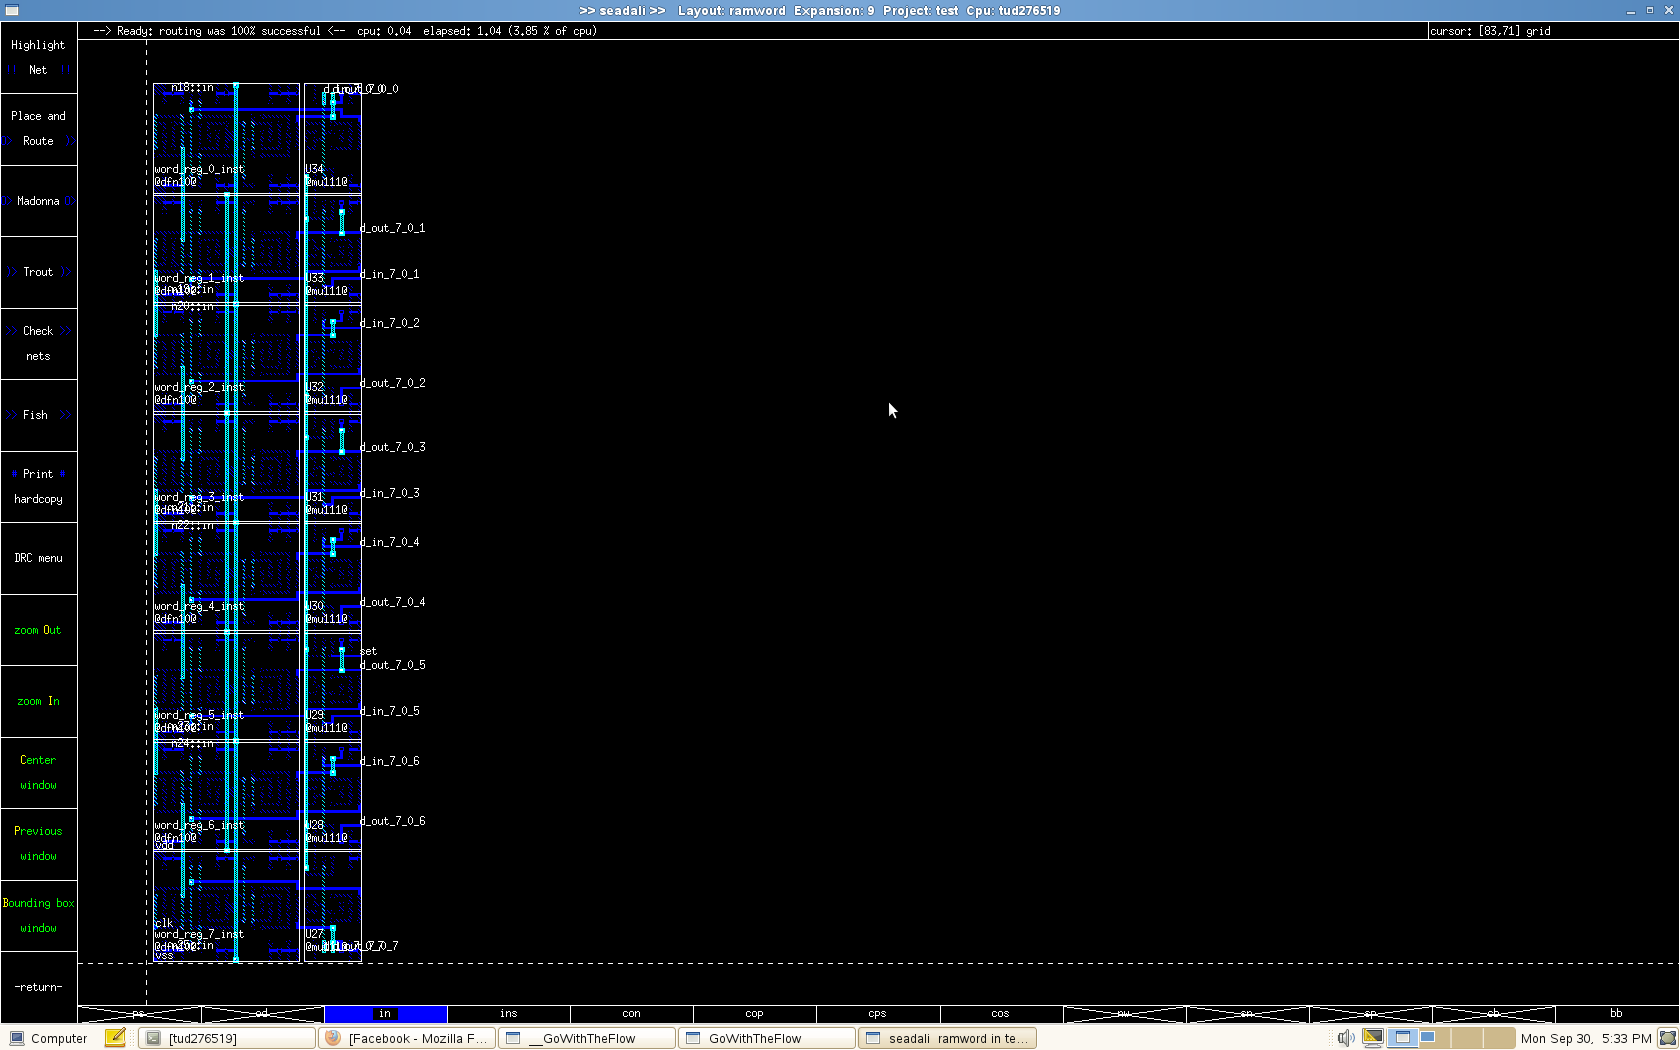 >> seadali >> Layout: ramword Expansion: 9 Project: test Cpu: tud276519
--> Ready: routing was 100% successful <-- cpu: 0.04 elapsed: 1.04 (3.85 % of cpu)
cursor: [83,71] grid
Highlight
Net
Place and
Route
Madonna
Trout
>> Check >>
nets
>> Fish >>
* Print *
hardcopy
DRC menu
zoom Out
zoom In
Center
window
Previous
window
Bounding box
window
-return-
n18::in
word_reg_0_inst
@dfn10@
U34
@mu111@
d_out_7_0_1
word_reg_1_inst
U33
@mu111@
d_in_7_0_1
n20::in
d_in_7_0_2
word_reg_2_inst
@dfn10@
U32
@mu111@
d_out_7_0_2
d_out_7_0_3
word_reg_3_inst
U31
@mu111@
d_in_7_0_3
n22::in
d_in_7_0_4
word_reg_4_inst
@dfn10@
U30
@mu111@
d_out_7_0_4
set
d_out_7_0_5
word_reg_5_inst
U29
@mu111@
d_in_7_0_5
n24::in
d_in_7_0_6
word_reg_6_inst
@dfn10@
vdd
U28
@mu111@
d_out_7_0_6
clk
word_reg_7_inst
vss
U27
ps
od
in
ins
con
cop
cps
cos
nw
sn
sp
cb
bb
Computer
[tud276519]
[Facebook - Mozilla F...
__GoWithTheFlow
GoWithTheFlow
seadali ramword in te...
Mon Sep 30, 5:33 PM